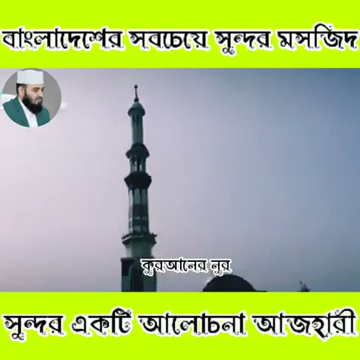 বাংলাদেশের সবচেয়ে সুন্দর মসজিদ
কুরআনের নুর
সুন্দর একটি আলোচনা আজহারী